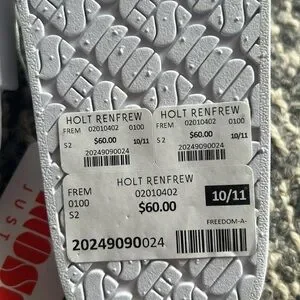 HOLT RENFREW
FREM 02010402 0100
$60.00
S2 10/11
20249090024
HOLT RENFREW
FREM 02010402 0100
$60.00
S2 10/11
20249090024
HOLT RENFREW
FREM 02010402
0100 $60.00 10/11
S2
FREEDOM-A-
20249090024
JUST